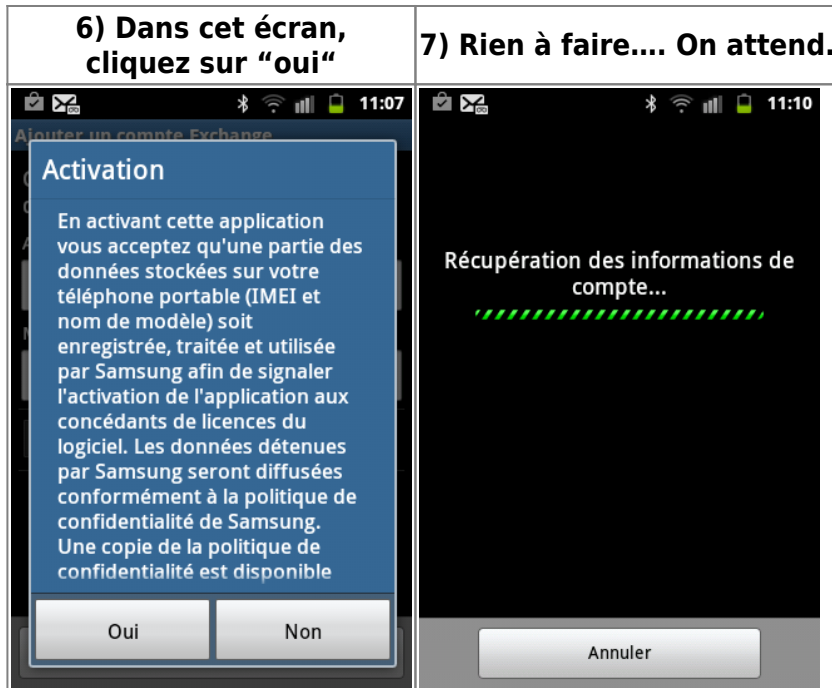 6) Dans cet écran,
cliquez sur “oui“
7) Rien à faire.... On attend.
11:07
Ajouter un compte Exchange
Activation
En activant cette application
vous acceptez qu'une partie des
données stockées sur votre
téléphone portable (IMEI et
nom de modèle) soit
enregistrée, traitée et utilisée
par Samsung afin de signaler
l'activation de l'application aux
concédants de licences du
logiciel. Les données détenues
par Samsung seront diffusées
conformément à la politique de
confidentialité de Samsung.
Une copie de la politique de
confidentialité est disponible
Oui
Non
11:10
Récupération des informations de
compte...
Annuler